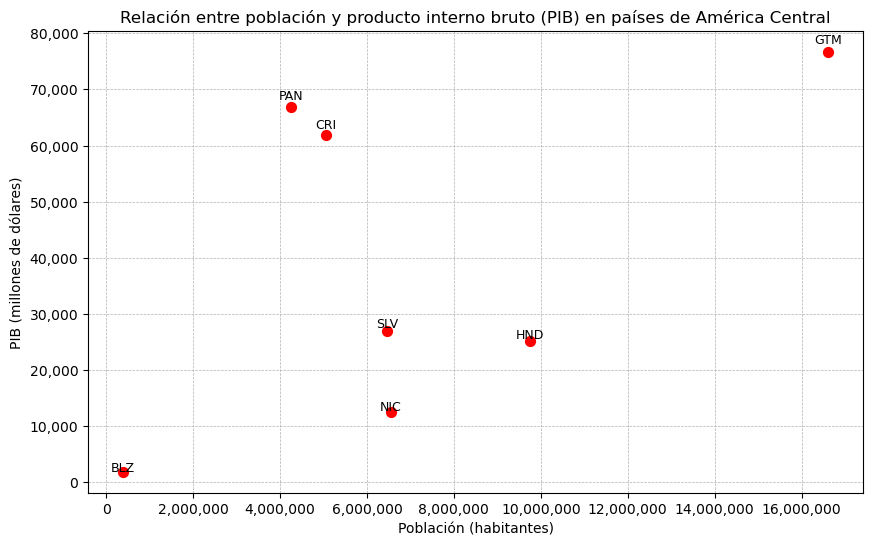 Relación entre población y producto interno bruto (PIB) en países de América Central
80,000
GTM
70,000
PAN
CRI
60,000
50,000
PIB (millones de dólares)
40,000
30,000
SLV
HND
20,000
NIC
10,000
BLZ
0
0 2,000,000 4,000,000 6,000,000 8,000,000 10,000,000 12,000,000 14,000,000 16,000,000
Población (habitantes)